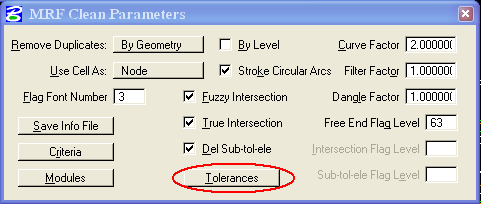 MRF Clean Parameters
Remove Duplicates: By Geometry By Level Curve Factor 2.000000
Use Cell As: Node Stroke Circular Arcs Filter Factor 1.000000
Flag Font Number 3 Fuzzy Intersection Dangle Factor 1.000000
Save Info File True Intersection Free End Flag Level 63
Criteria Del Sub-tol-ele Intersection Flag Level
Modules Tolerances Sub-tol-ele Flag Level